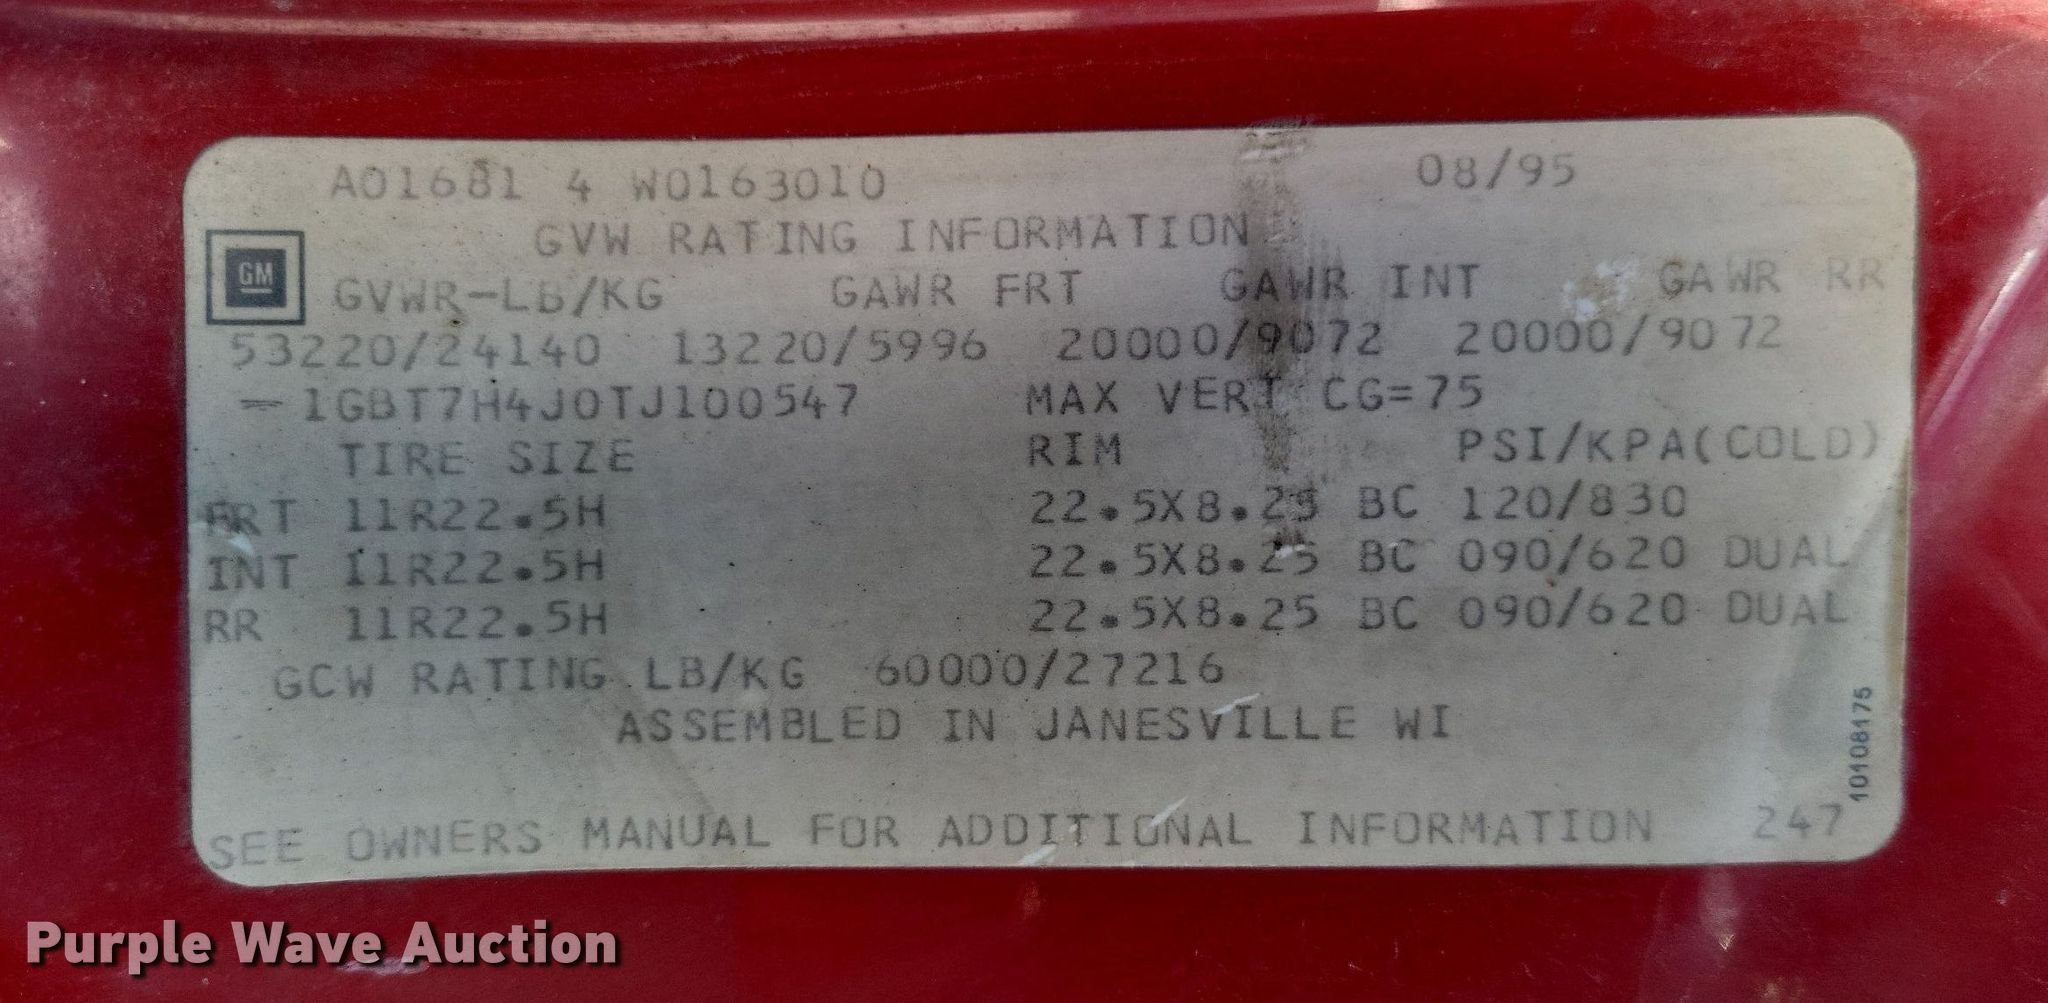 A01681 4 W0163010 08/95
GVW RATING INFORMATION
GM
GVWR-LB/KG GAWR FRT GAWR INT GAWR RR
53220/24140 13220/5996 20000/9072 20000/9072
-1GBT7H4J0TJ100547 MAX VERT CG=75
TIRE SIZE RIM PSI/KPA(COLD)
FRT 11R22.5H 22.5X8.25 BC 120/830
INT 11R22.5H 22.5X8.25 BC 090/620 DUAL
RR 11R22.5H 22.5X8.25 BC 090/620 DUAL
GCW RATING LB/KG 60000/27216
ASSEMBLED IN JANESVILLE WI
10108175
SEE OWNERS MANUAL FOR ADDITIONAL INFORMATION 247
Purple Wave Auction